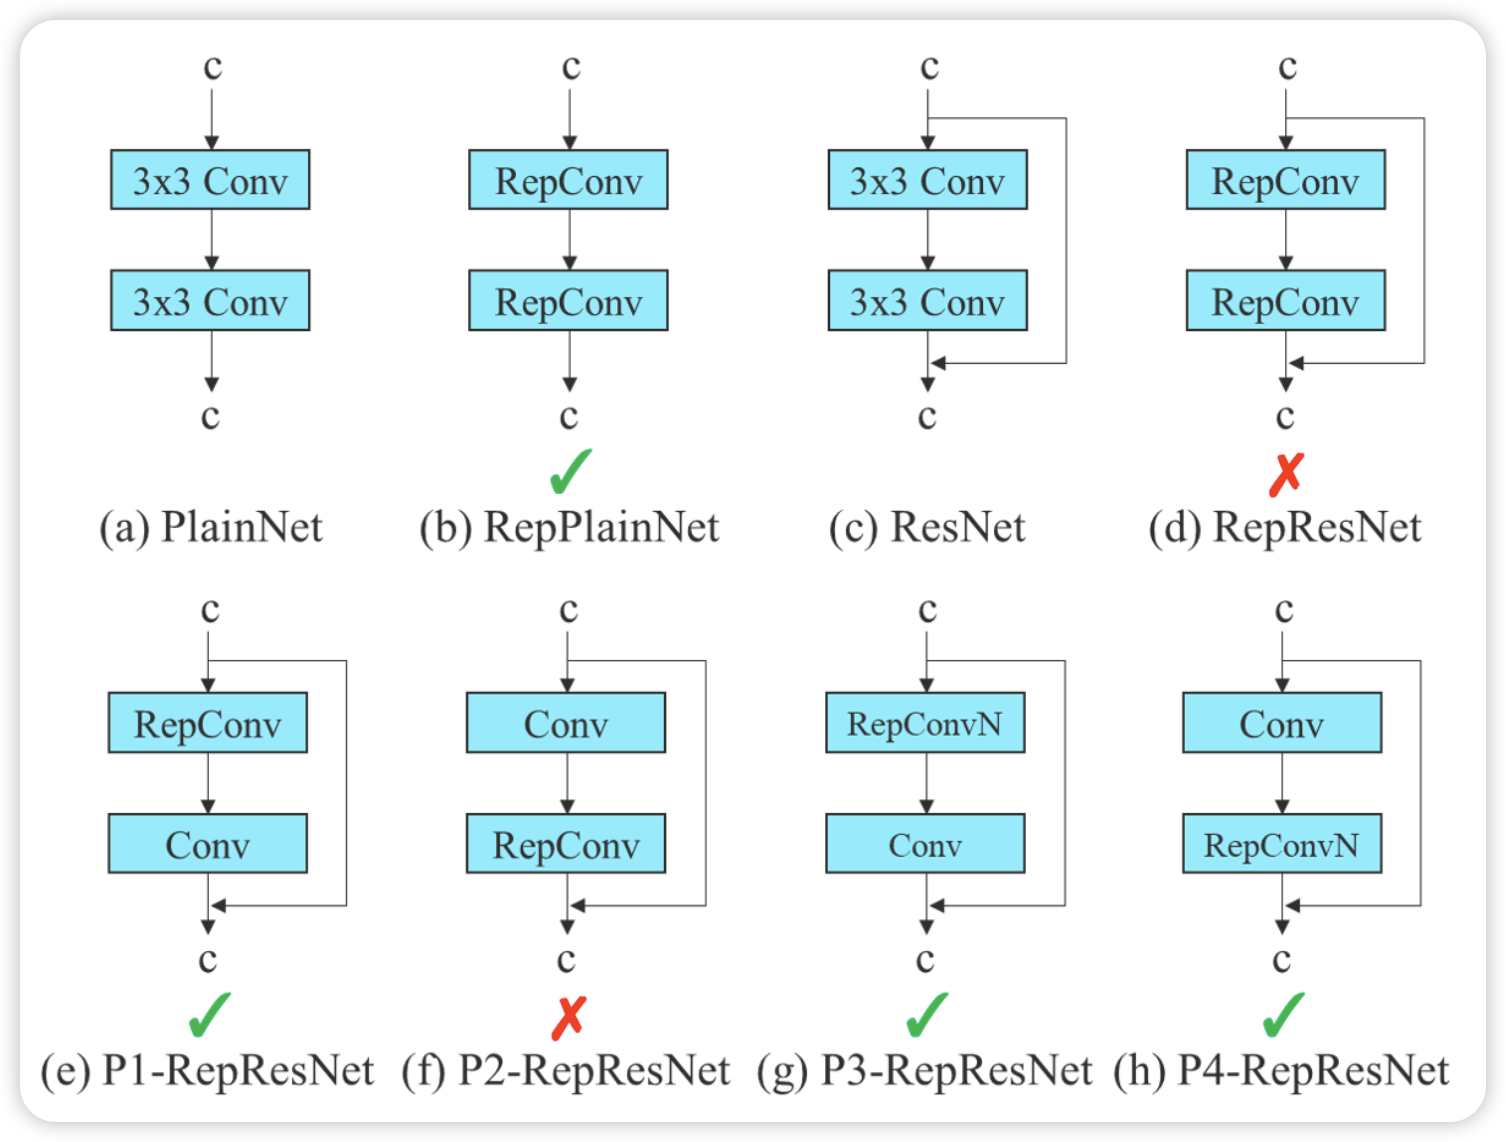 c c c c
3x3 Conv RepConv 3x3 Conv RepConv
3x3 Conv RepConv 3x3 Conv RepConv
c c c c
(a) PlainNet (b) RepPlainNet (c) ResNet (d) RepResNet
c c c c
RepConv Conv RepConvN Conv
Conv RepConv Conv RepConvN
c c c c
(e) P1-RepResNet (f) P2-RepResNet (g) P3-RepResNet (h) P4-RepResNet